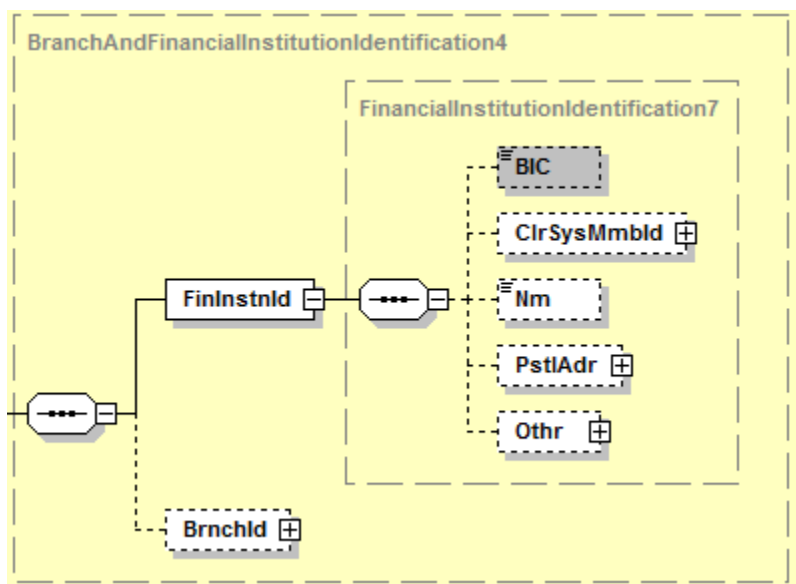 BranchAndFinancialInstitutionIdentification4
FinancialInstitutionIdentification7
BIC
ClrSysMmbId
FinInstnId
Nm
PstlAdr
Othr
BrnchId